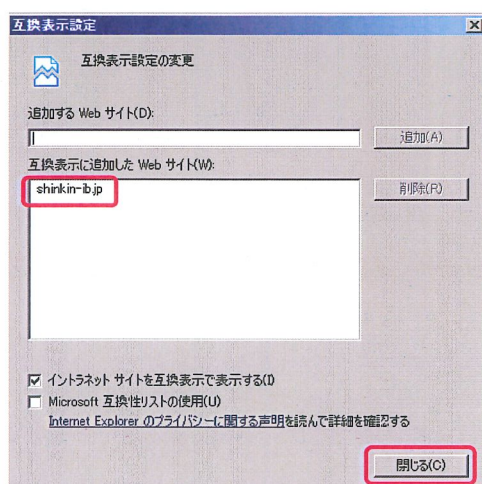 互換表示設定
互換表示設定の変更
追加する Web サイト(D):
追加(A)
互換表示に追加した Web サイト(W):
shinkin-ib.jp
削除(R)
イントラネット サイトを互換表示で表示する(I)
Microsoft 互換性リストの使用(U)
Internet Explorer のプライバシーに関する声明を読んで詳細を確認する
閉じる(C)